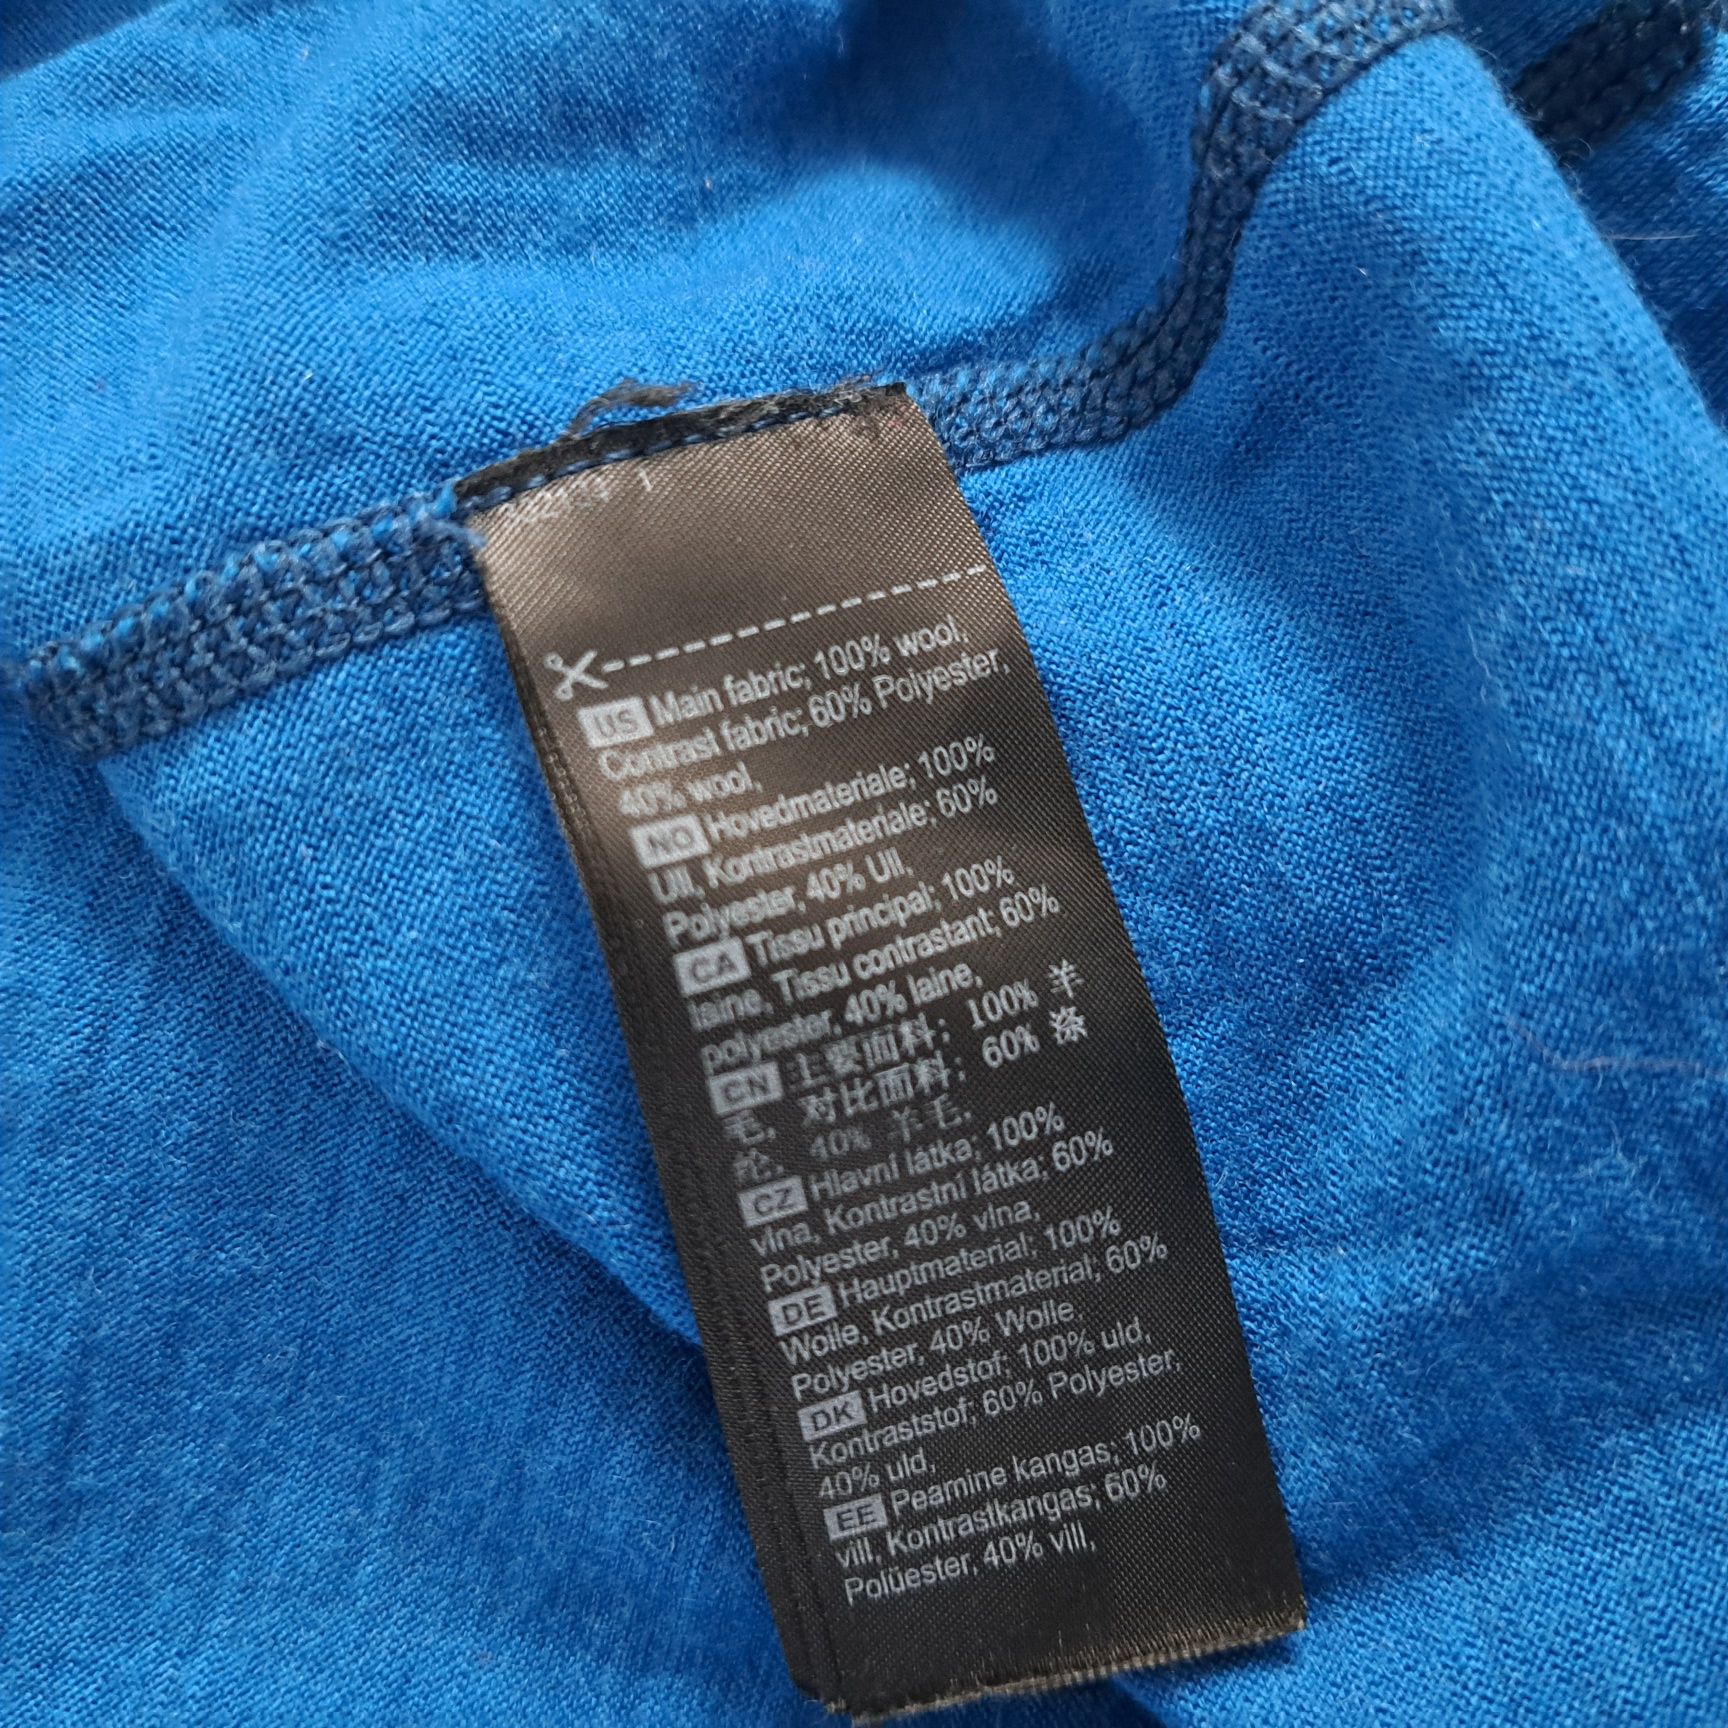 US Main fabric; 100% wool,
Contrast fabric; 60% Polyester,
40% wool,
NO Hovedmateriale; 100%
Ull, Kontrastmateriale; 60%
Polyester, 40% Ull,
CA Tissu principal; 100%
laine, Tissu contrastant; 60%
polyester, 40% laine,
CN 主要面料; 100% 羊
毛, 对比面料; 60% 涤
纶, 40% 羊毛,
CZ Hlavní látka; 100%
vlna, Kontrastní látka; 60%
Polyester, 40% vlna,
DE Hauptmaterial; 100%
Wolle, Kontrastmaterial; 60%
Polyester, 40% Wolle,
DK Hovedstof; 100% uld,
Kontraststof; 60% Polyester,
40% uld,
EE Peamine kangas; 100%
vill, Kontrastkangas; 60%
Polüester, 40% vill,